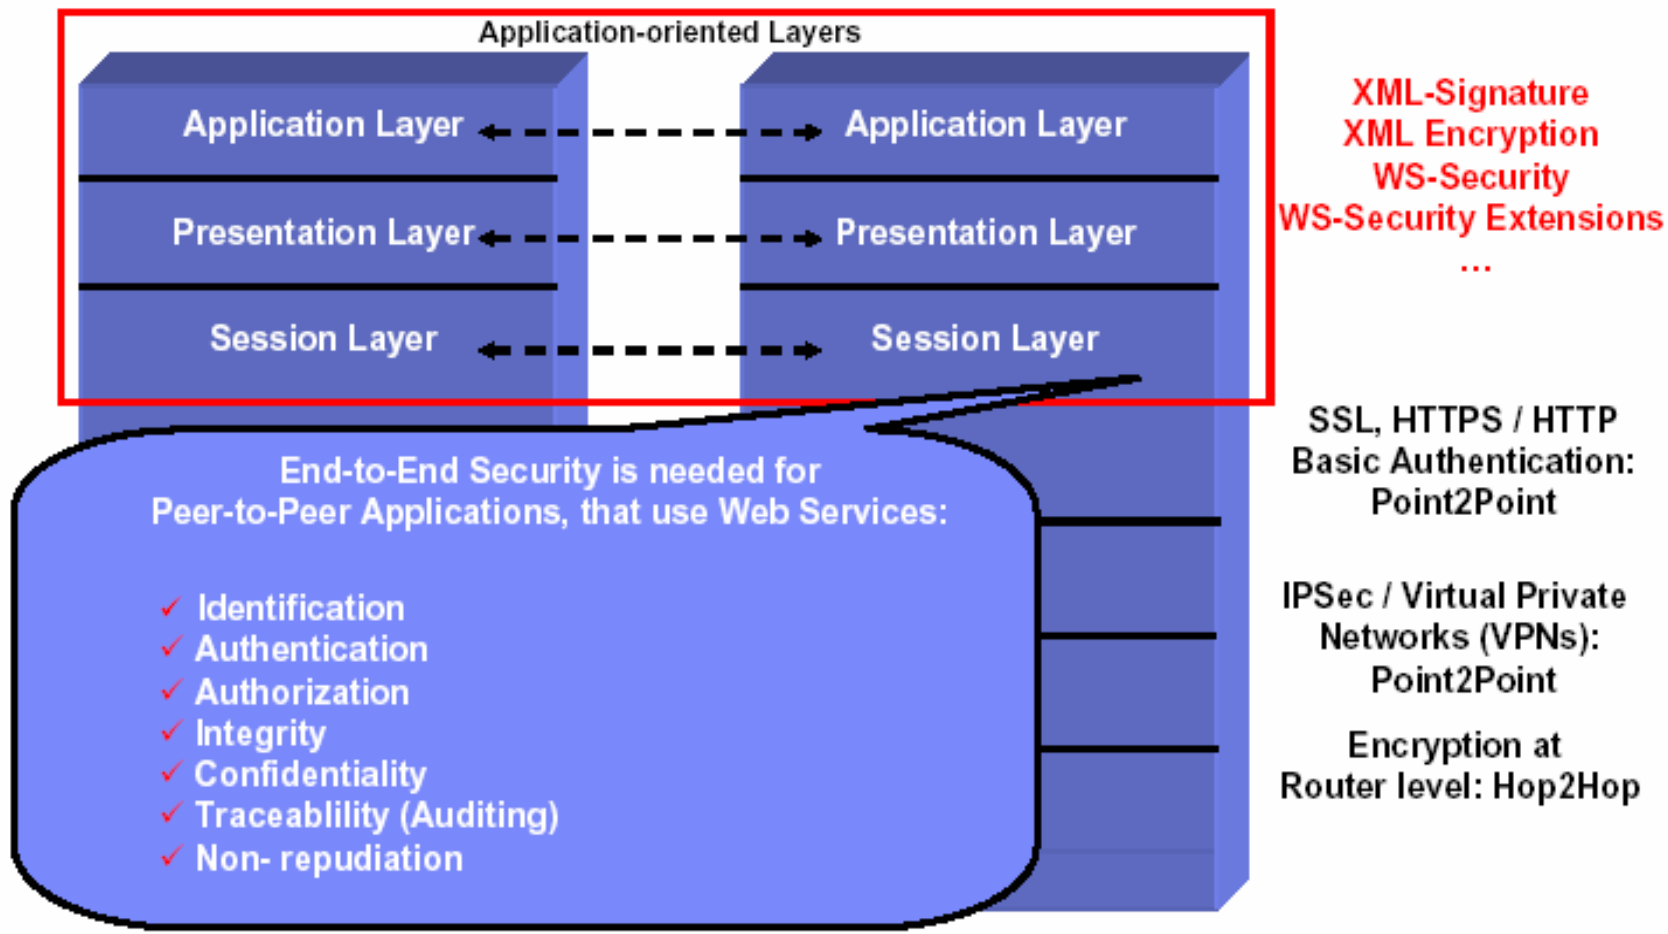 Application-oriented Layers
Application Layer
Application Layer
Presentation Layer
Presentation Layer
Session Layer
Session Layer
XML-Signature
XML Encryption
WS-Security
WS-Security Extensions
...
SSL, HTTPS / HTTP
Basic Authentication:
Point2Point
IPSec / Virtual Private
Networks (VPNs):
Point2Point
Encryption at
Router level: Hop2Hop
End-to-End Security is needed for
Peer-to-Peer Applications, that use Web Services:
✓ Identification
✓ Authentication
✓ Authorization
✓ Integrity
✓ Confidentiality
✓ Traceablility (Auditing)
✓ Non- repudiation